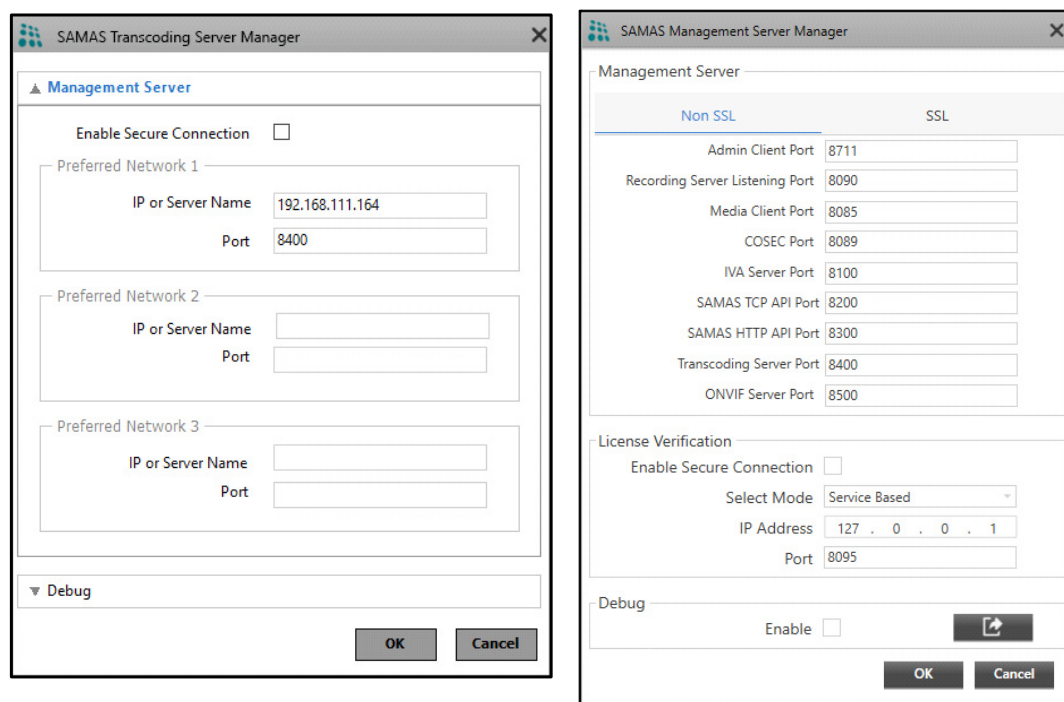 SAMAS Transcoding Server Manager
Management Server
Enable Secure Connection
Preferred Network 1
IP or Server Name 192.168.111.164
Port 8400
Preferred Network 2
IP or Server Name
Port
Preferred Network 3
IP or Server Name
Port
Debug
OK Cancel
SAMAS Management Server Manager
Management Server
Non SSL SSL
Admin Client Port 8711
Recording Server Listening Port 8090
Media Client Port 8085
COSEC Port 8089
IVA Server Port 8100
SAMAS TCP API Port 8200
SAMAS HTTP API Port 8300
Transcoding Server Port 8400
ONVIF Server Port 8500
License Verification
Enable Secure Connection
Select Mode Service Based
IP Address 127 . 0 . 0 . 1
Port 8095
Debug
Enable
OK Cancel